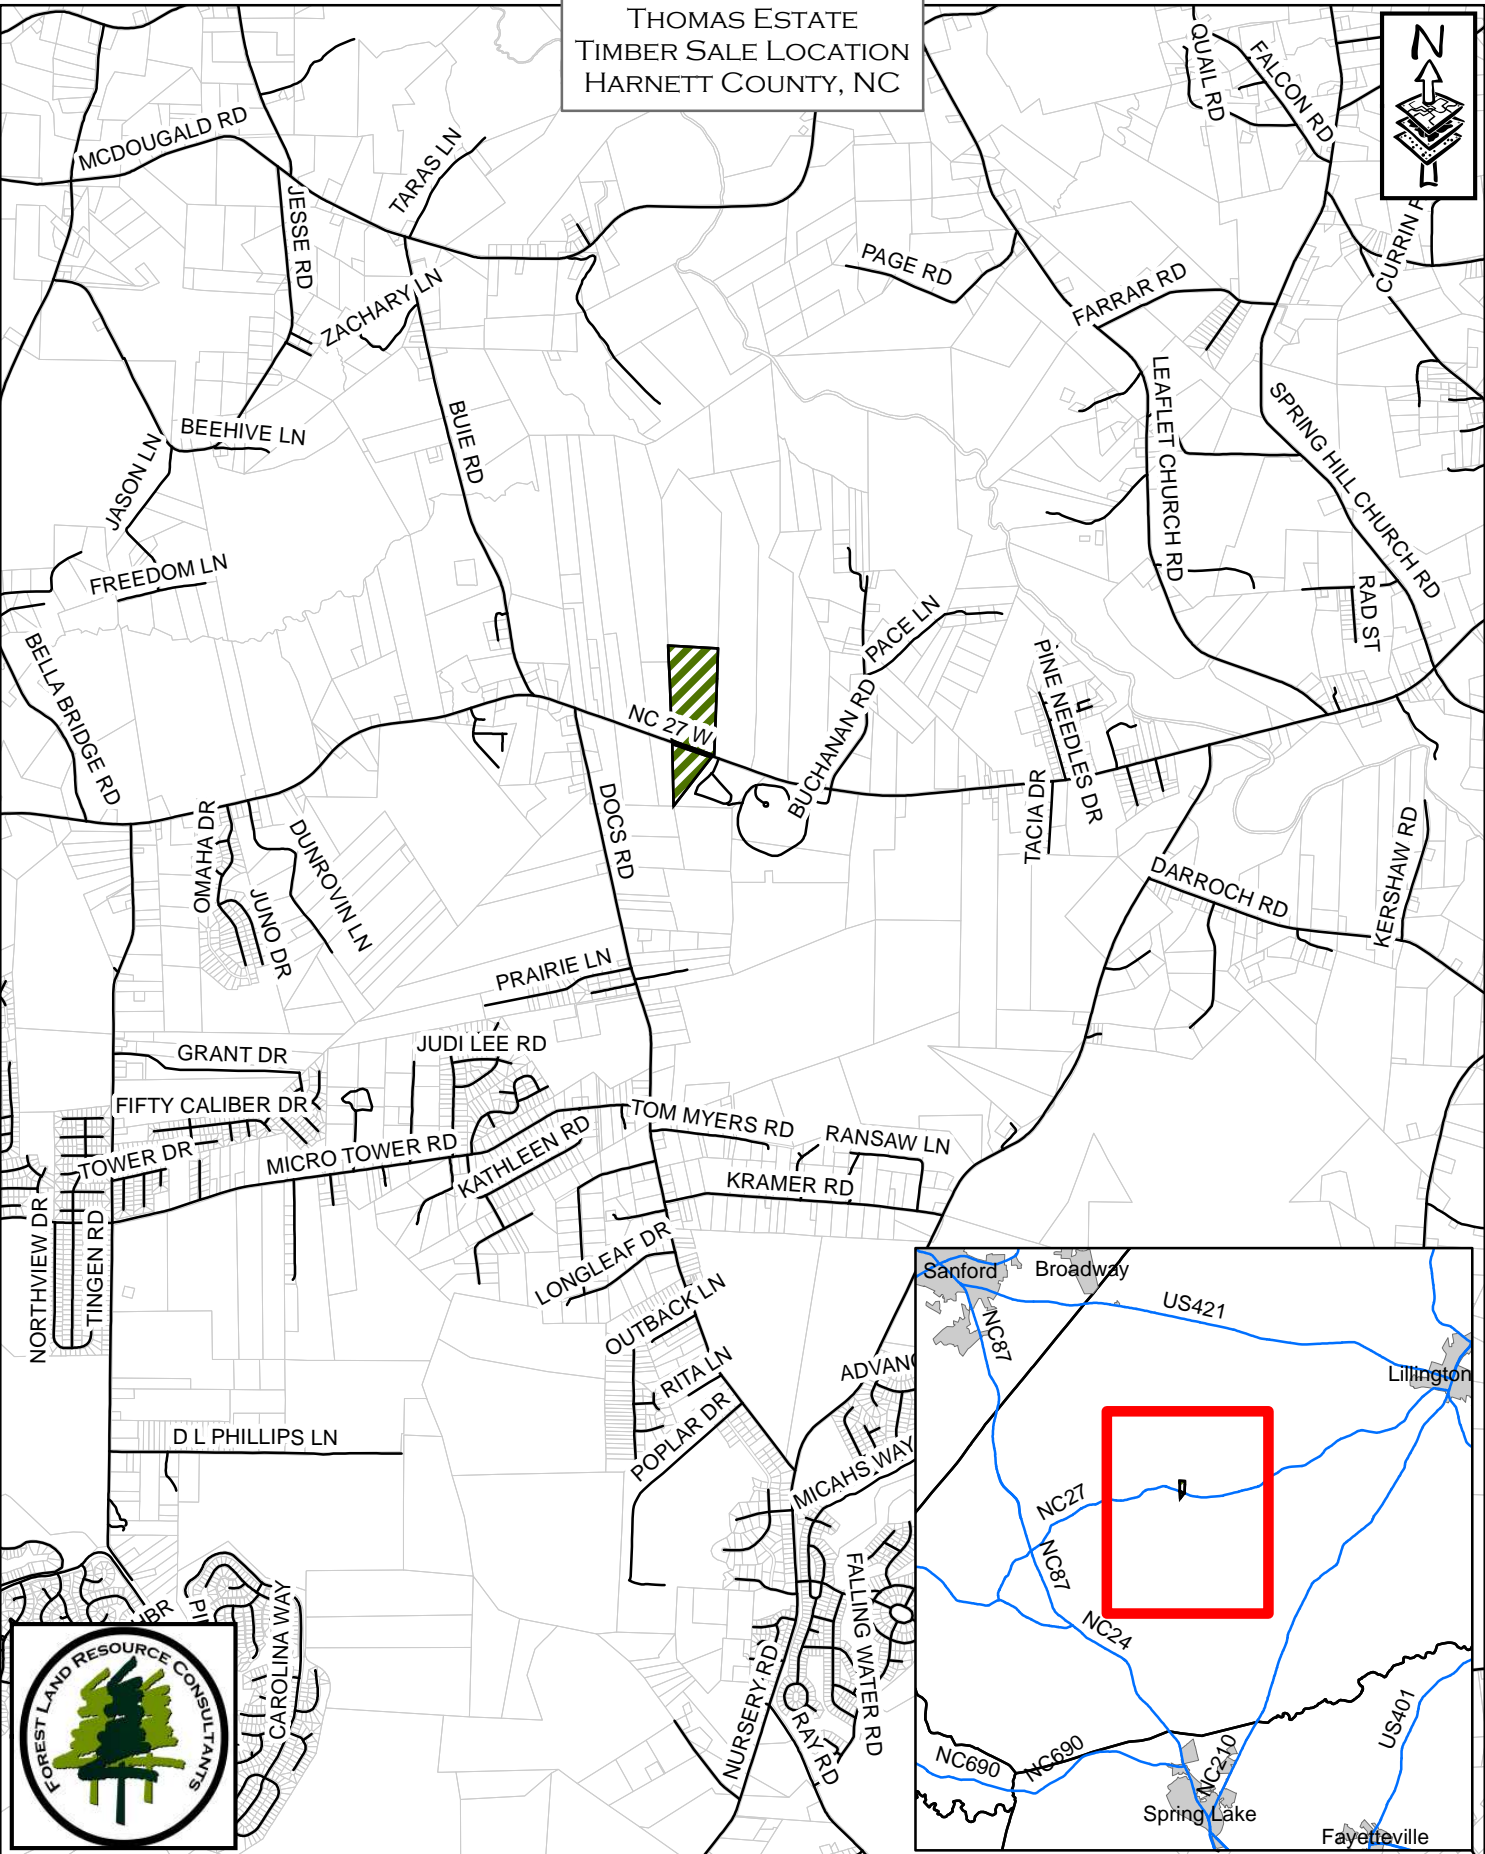 THOMAS ESTATE
TIMBER SALE LOCATION
HARNETT COUNTY, NC
N
QUAIL RD
FALCON RD
MCDOUGALD RD
TARAS LN
JESSE RD
ZACHARY LN
PAGE RD
FARRAR RD
CURRIN
BEEHIVE LN
JASON LN
BUIE RD
LEAFLET CHURCH RD
SPRING HILL CHURCH RD
FREEDOM LN
RAD ST
PACE LN
BELLA BRIDGE RD
NC 27 W
BUCHANAN RD
PINE NEEDLES DR
TACIA DR
DOCS RD
OMAHA DR
JUNO DR
DUNROVIN LN
DARROCH RD
KERSHAW RD
PRAIRIE LN
GRANT DR
JUDI LEE RD
FIFTY CALIBER DR
TOM MYERS RD
RANSAW LN
TOWER DR
MICRO TOWER RD
KATHLEEN RD
KRAMER RD
NORTHVIEW DR
TINGEN RD
LONGLEAF DR
OUTBACK LN
RITA LN
POPLAR DR
ADVANC
D L PHILLIPS LN
MICAHS WAY
FALLING WATER RD
NURSERY RD
RAY RD
CAROLINA WAY
PI
HBR
FOREST LAND RESOURCE CONSULTANTS
Sanford
Broadway
US421
NC87
Lillington
NC27
NC87
NC24
NC690
NC690
NC210
US401
Spring Lake
Fayetteville